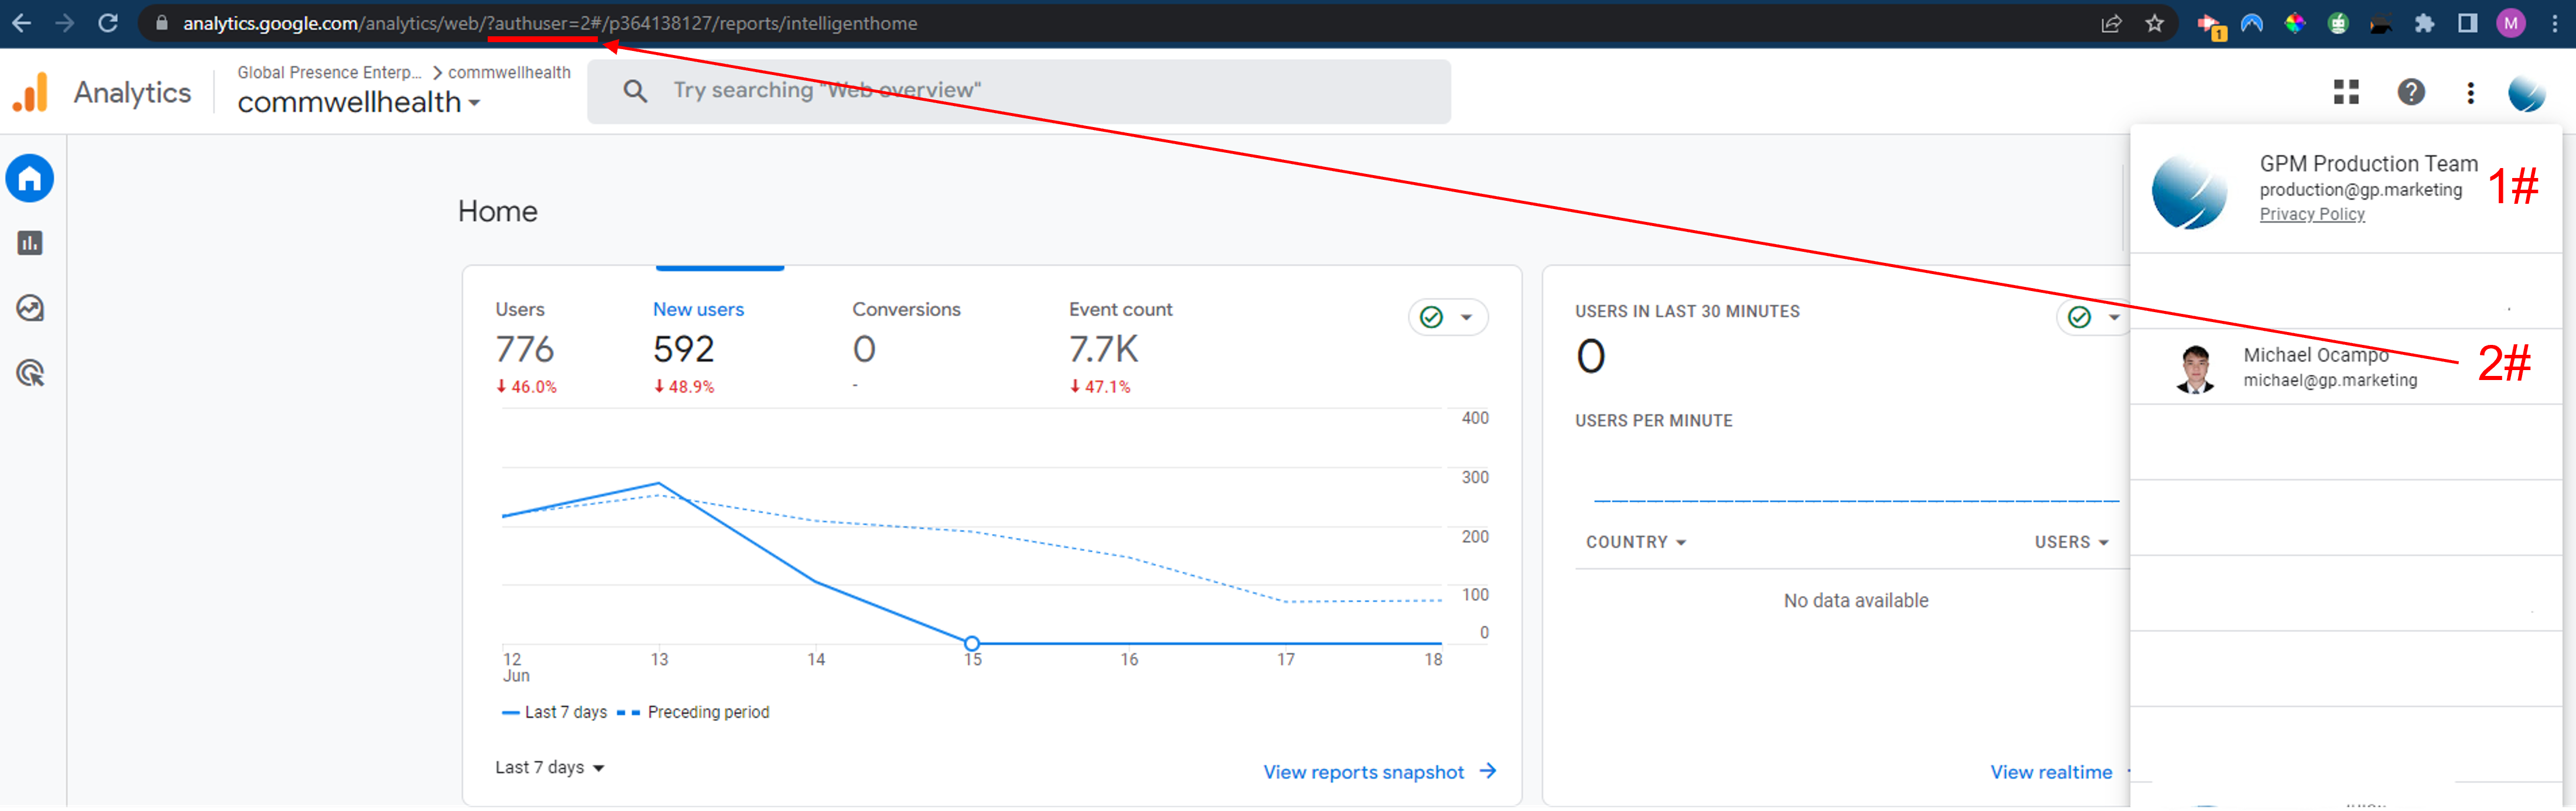 analytics.google.com/analytics/web/?authuser=2#/p364138127/reports/intelligenthome
1
M
Analytics
Global Presence Enterp... > commwellhealth
commwellhealth
Try searching "Web overview"
GPM Production Team
production@gp.marketing
Privacy Policy
1#
Michael Ocampo
michael@gp.marketing
2#
Home
Users
776
46.0%
New users
592
48.9%
Conversions
0
-
Event count
7.7K
47.1%
400
300
200
100
0
12
Jun
13
14
15
16
17
18
Last 7 days
Preceding period
Last 7 days
View reports snapshot
USERS IN LAST 30 MINUTES
0
USERS PER MINUTE
COUNTRY
USERS
No data available
View realtime